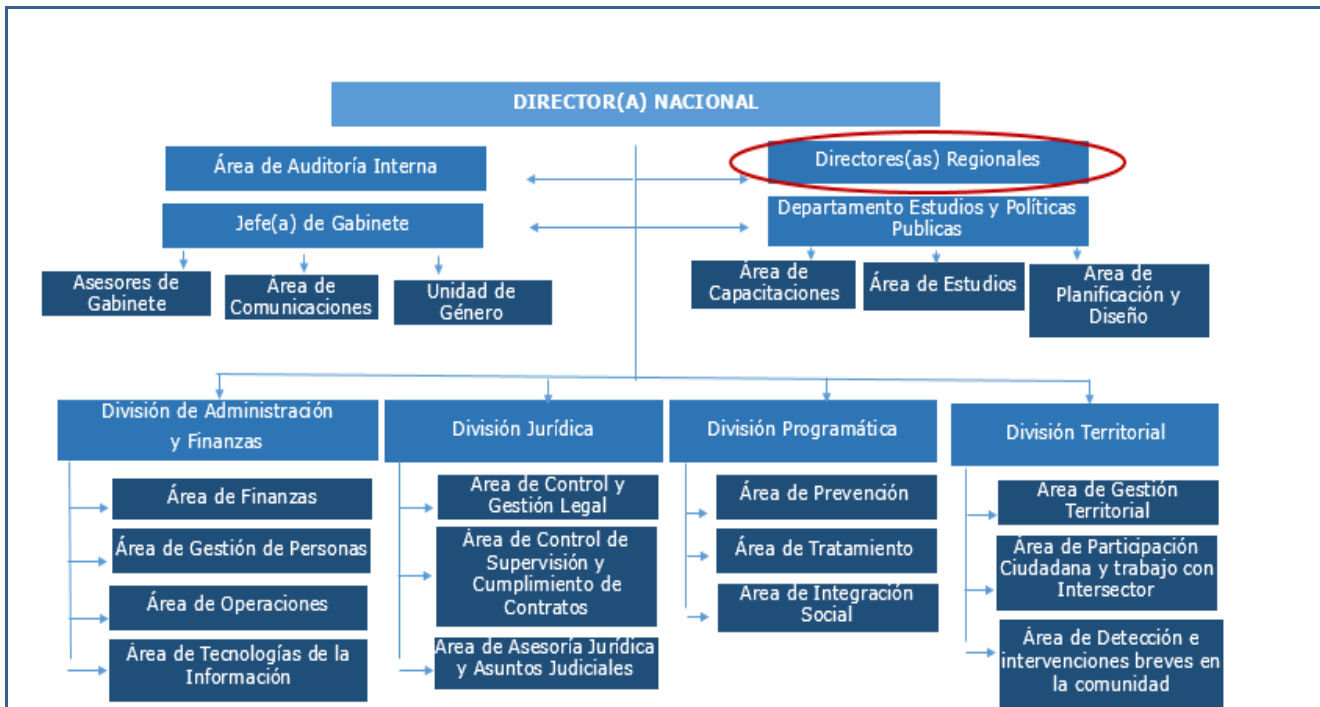 DIRECTOR(A) NACIONAL
Área de Auditoría Interna
Directores(as) Regionales
Jefe(a) de Gabinete
Departamento Estudios y Políticas
Publicas
Asesores de
Gabinete
Área de
Comunicaciones
Unidad de
Género
Área de
Capacitaciones
Área de Estudios
Area de
Planificación y
Diseño
División de Administración
y Finanzas
Área de Finanzas
Área de Gestión de Personas
Área de Operaciones
Área de Tecnologías de la
Información
División Jurídica
Area de Control y
Gestión Legal
Área de Control de
Supervisión y
Cumplimiento de
Contratos
Area de Asesoría Jurídica
y Asuntos Judiciales
División Programática
Área de Prevención
Área de Tratamiento
Area de Integración
Social
División Territorial
Area de Gestión
Territorial
Área de Participación
Ciudadana y trabajo con
Intersector
Área de Detección e
intervenciones breves en
la comunidad